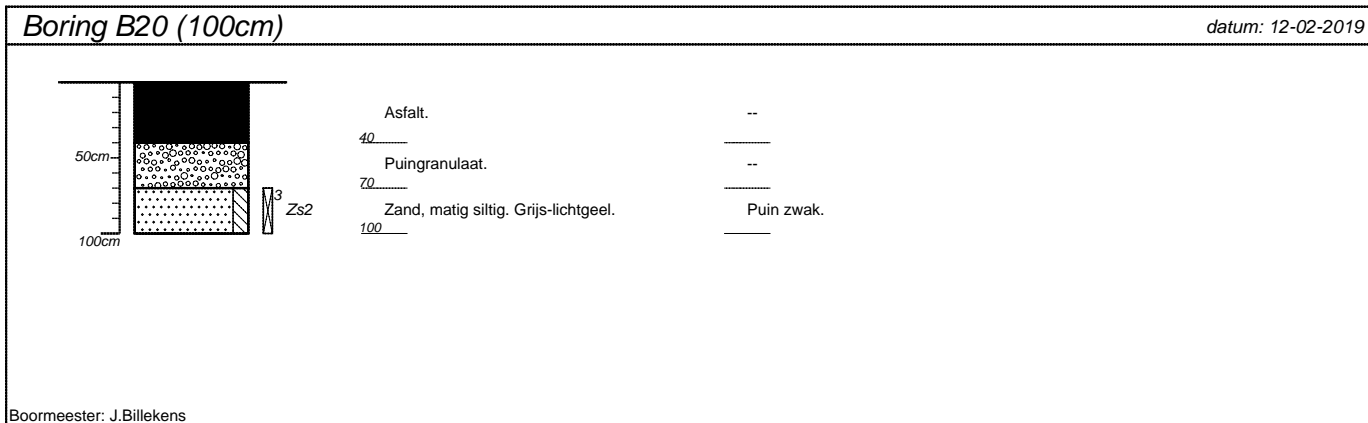 Boring B20 (100cm) datum: 12-02-2019
Asfalt. --
40
50cm Puingranulaat. --
70
3
Zs2 Zand, matig siltig. Grijs-lichtgeel. Puin zwak.
100
100cm
Boormeester: J.Billekens